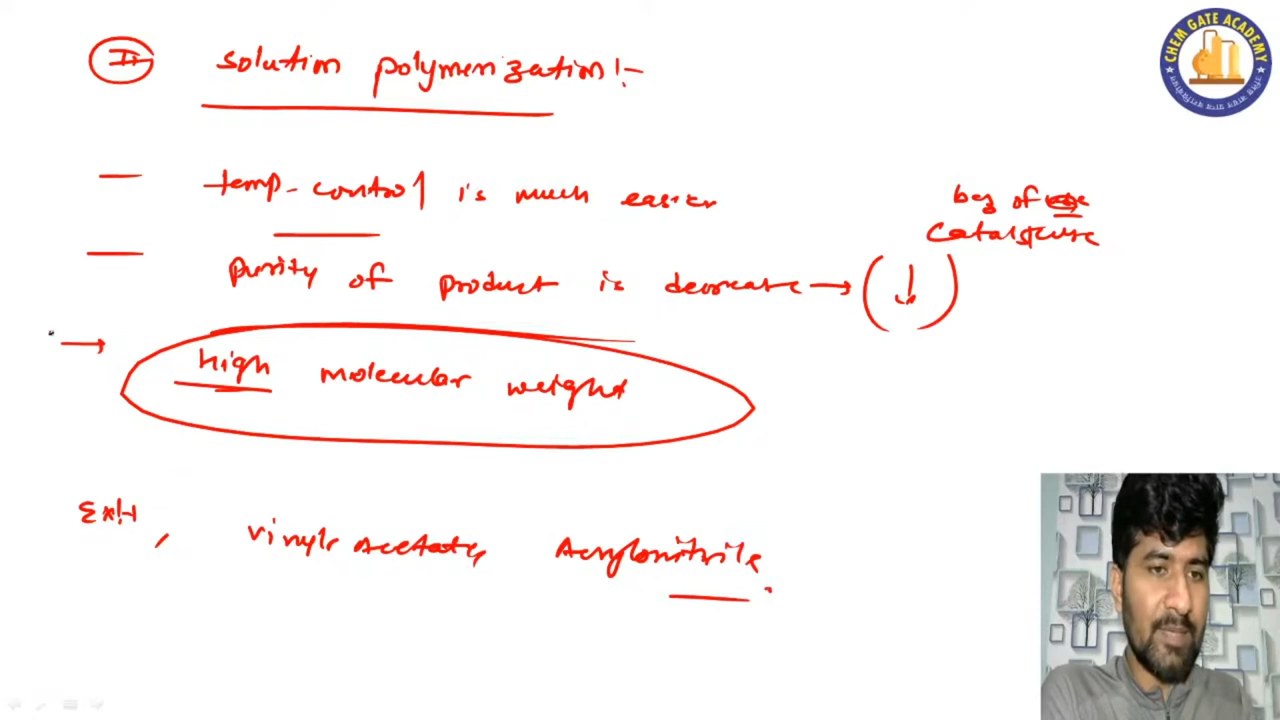 II solution polymerization:-
CHEM GATE ACADEMY
temp. control is much easier
bcz of
purity of product is decrease → (↓)
→ High molecular weight
Ex:-, vinyle acetate, Acrylonitrile.